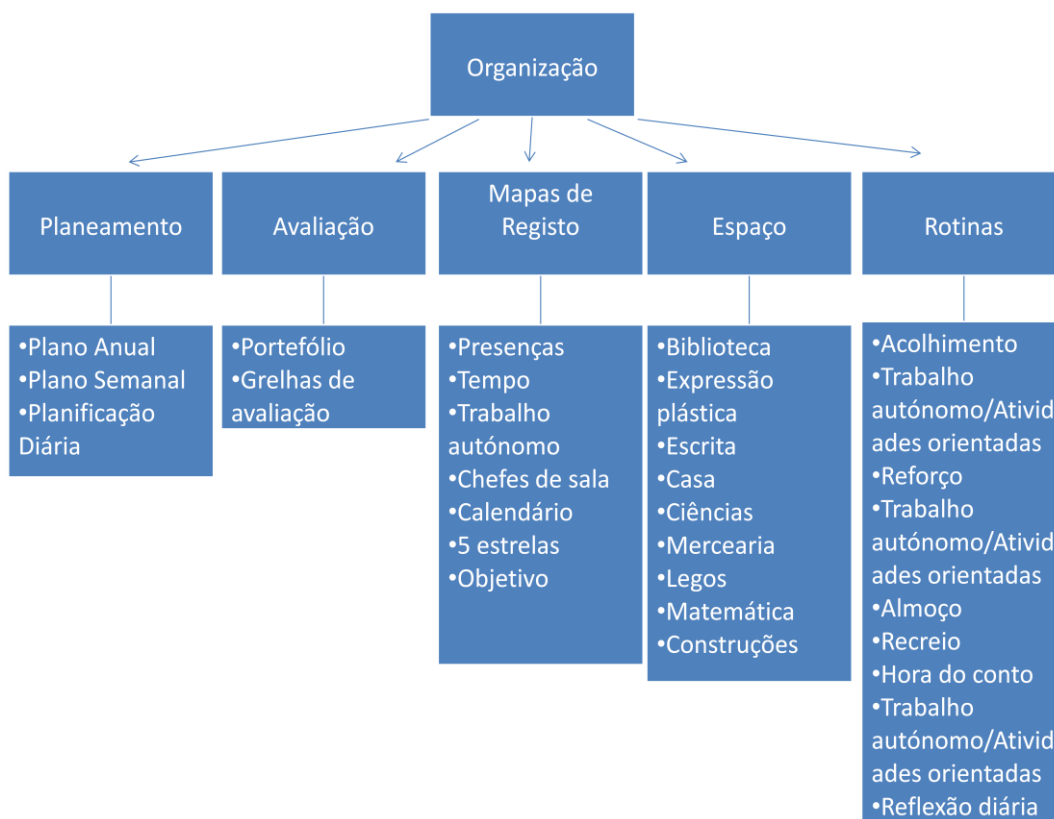 Organização
Planeamento
Avaliação
Mapas de
Registo
Espaço
Rotinas
•Plano Anual
•Plano Semanal
•Planificação
Diária
•Portefólio
•Grelhas de
avaliação
•Presenças
•Tempo
•Trabalho
autónomo
•Chefes de sala
•Calendário
•5 estrelas
•Objetivo
•Biblioteca
•Expressão
plástica
•Escrita
•Casa
•Ciências
•Mercearia
•Legos
•Matemática
•Construções
•Acolhimento
•Trabalho
autónomo/Ativid
ades orientadas
•Reforço
•Trabalho
autónomo/Ativid
ades orientadas
•Almoço
•Recreio
•Hora do conto
•Trabalho
autónomo/Ativid
ades orientadas
•Reflexão diária